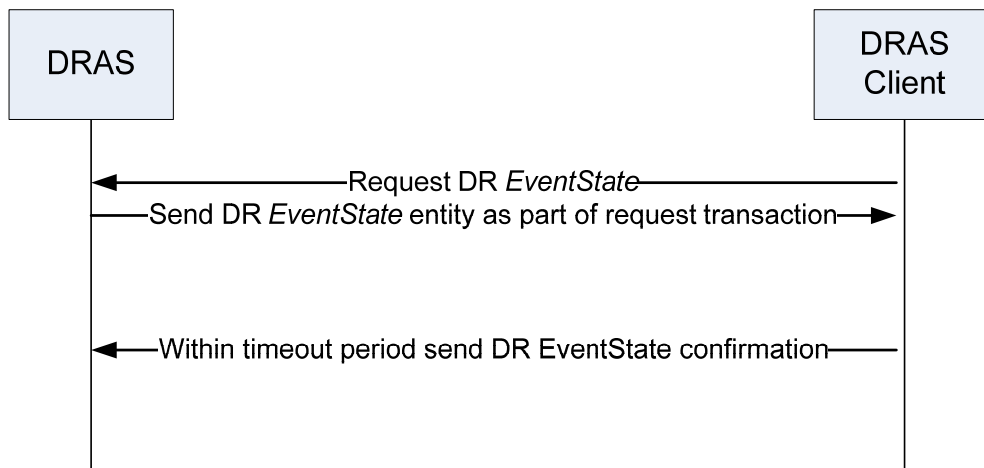 DRAS
DRAS
Client
Request DR EventState
Send DR EventState entity as part of request transaction
Within timeout period send DR EventState confirmation